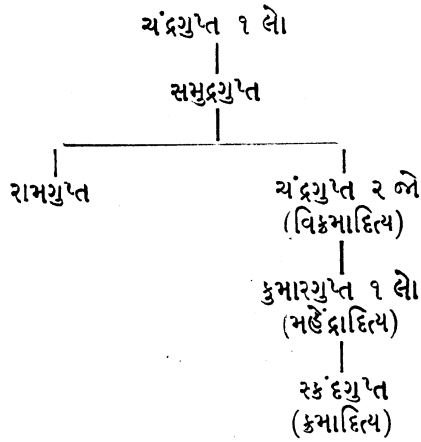 ચંદ્રગુપ્ત ૧ લો
સમુદ્રગુપ્ત
રામગુપ્ત
ચંદ્રગુપ્ત ૨ જો
(વિક્રમાદિત્ય)
કુમારગુપ્ત ૧ લો
(મહેંદ્રાદિત્ય)
સ્કંદગુપ્ત
(ક્રમાદિત્ય)